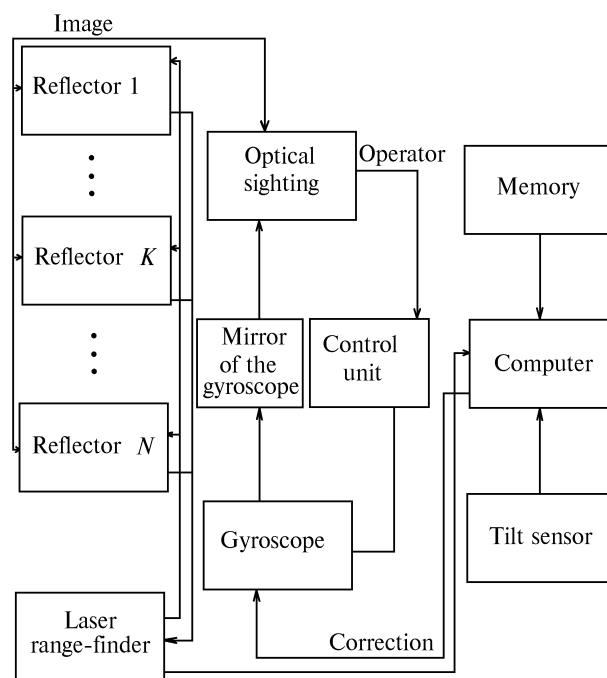 Image
Reflector 1
Optical
sighting
Operator
Memory
Reflector K
Mirror
of the
gyroscope
Control
unit
Computer
Reflector N
Gyroscope
Tilt sensor
Laser
range-finder
Correction